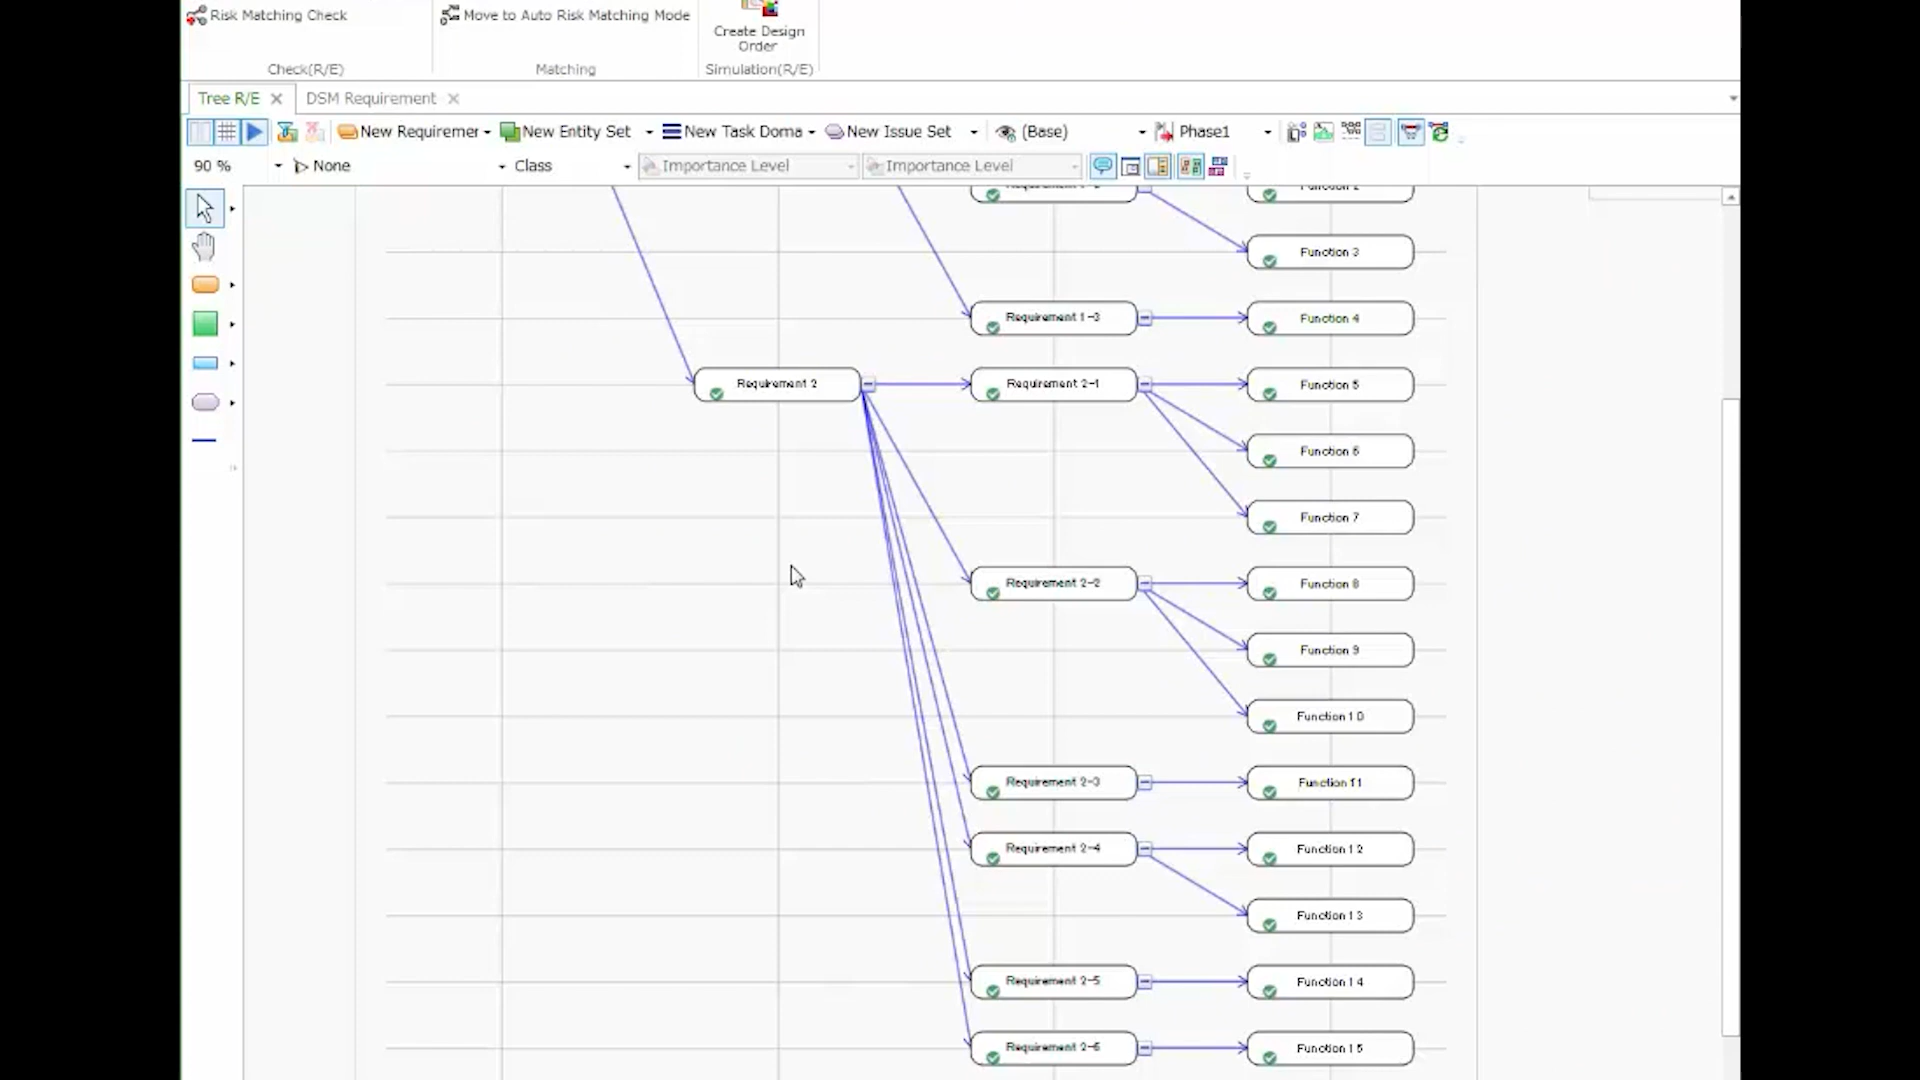 Risk Matching Check
Move to Auto Risk Matching Mode
Create Design
Order
Check(R/E)
Matching
Simulation(R/E)
Tree R/E
DSM Requirement
New Requiremer
New Entity Set
New Task Doma
New Issue Set
(Base)
Phase1
90 %
None
Class
Importance Level
Importance Level
Function 3
Requirement 1-3
Function 4
Requirement 2
Requirement 2-1
Function 5
Function 6
Function 7
Requirement 2-2
Function 8
Function 9
Function 10
Requirement 2-3
Function 11
Requirement 2-4
Function 12
Function 13
Requirement 2-5
Function 14
Requirement 2-6
Function 15